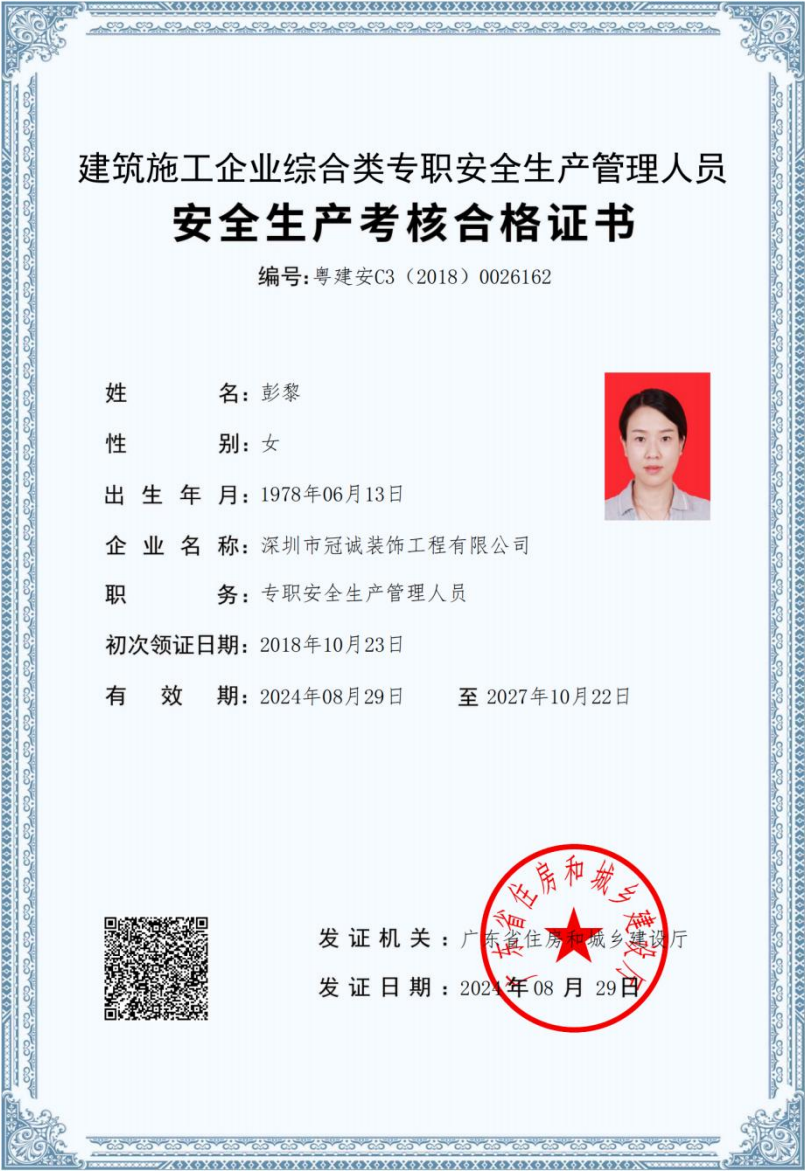 建筑施工企业综合类专职安全生产管理人员
安全生产考核合格证书
编号:粤建安C3（2018）0026162
姓名：彭黎
性别：女
出生年月：1978年06月13日
企业名称：深圳市冠诚装饰工程有限公司
职务：专职安全生产管理人员
初次领证日期：2018年10月23日
有效期：2024年08月29日 至 2027年10月22日
广东省住房和城乡建设厅
发证机关：广东省住房和城乡建设厅
发证日期：2024年08月29日